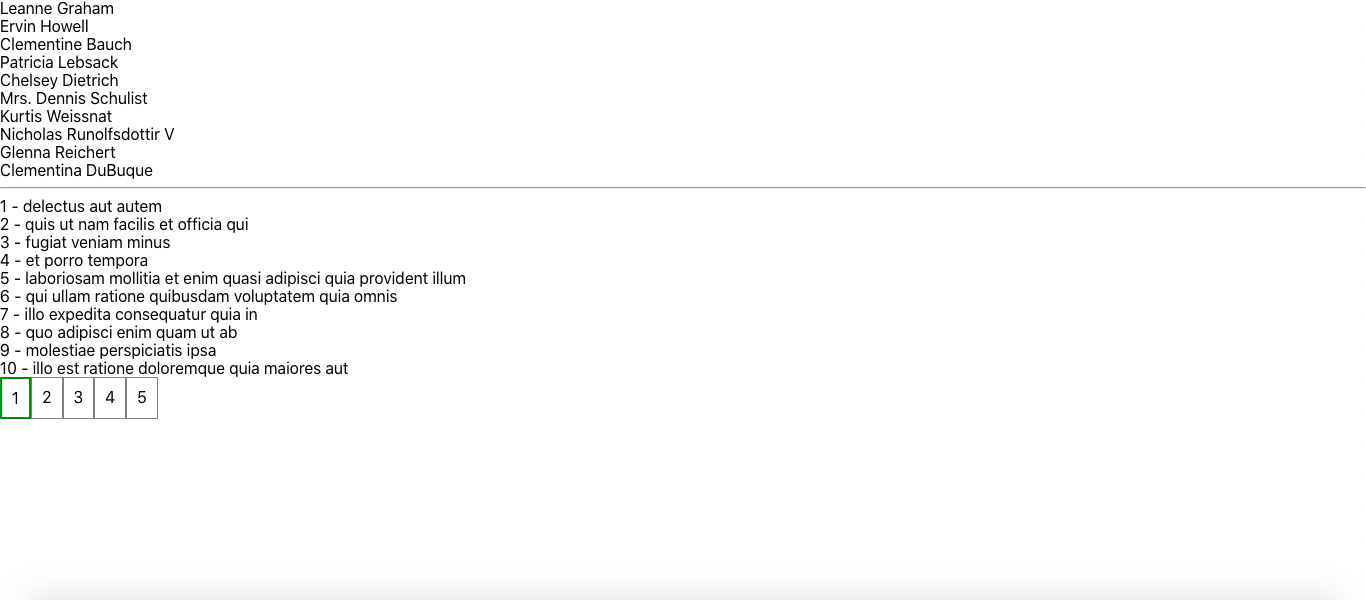 Leanne Graham
Ervin Howell
Clementine Bauch
Patricia Lebsack
Chelsey Dietrich
Mrs. Dennis Schulist
Kurtis Weissnat
Nicholas Runolfsdottir V
Glenna Reichert
Clementina DuBuque
1 - delectus aut autem
2 - quis ut nam facilis et officia qui
3 - fugiat veniam minus
4 - et porro tempora
5 - laboriosam mollitia et enim quasi adipisci quia provident illum
6 - qui ullam ratione quibusdam voluptatem quia omnis
7 - illo expedita consequatur quia in
8 - quo adipisci enim quam ut ab
9 - molestiae perspiciatis ipsa
10 - illo est ratione doloremque quia maiores aut
1 2 3 4 5